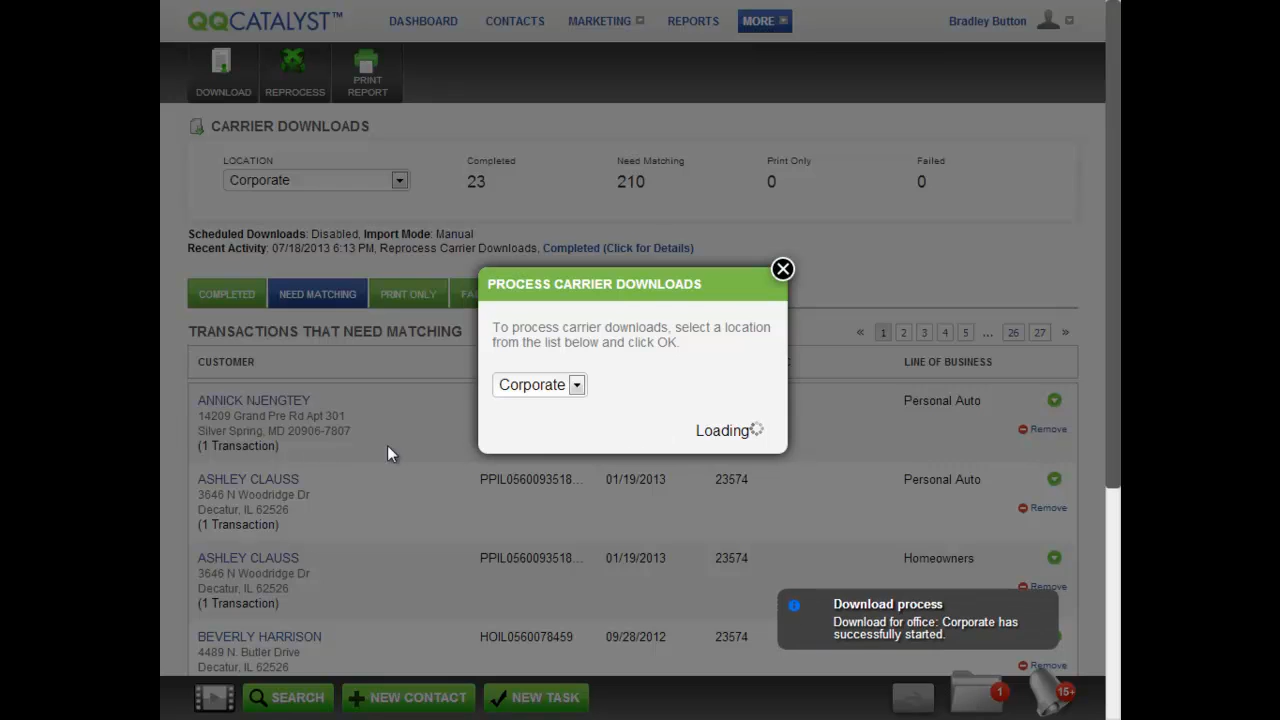 QQCATALYST™ DASHBOARD CONTACTS MARKETING REPORTS MORE Bradley Button
DOWNLOAD REPROCESS PRINT REPORT
CARRIER DOWNLOADS
LOCATION Completed Need Matching Print Only Failed
Corporate 23 210 0 0
Scheduled Downloads: Disabled, Import Mode: Manual
Recent Activity: 07/18/2013 6:13 PM, Reprocess Carrier Downloads, Completed (Click for Details)
COMPLETED NEED MATCHING PRINT ONLY
PROCESS CARRIER DOWNLOADS
To process carrier downloads, select a location
from the list below and click OK.
Corporate
Loading
TRANSACTIONS THAT NEED MATCHING « 1 2 3 4 5 ... 26 27 »
CUSTOMER LINE OF BUSINESS
ANNICK NJENGTEY Personal Auto
14209 Grand Pre Rd Apt 301
Silver Spring, MD 20906-7807 Remove
(1 Transaction)
ASHLEY CLAUSS PPIL0560093518... 01/19/2013 23574 Personal Auto
3646 N Woodridge Dr
Decatur, IL 62526 Remove
(1 Transaction)
ASHLEY CLAUSS PPIL0560093518... 01/19/2013 23574 Homeowners
3646 N Woodridge Dr
Decatur, IL 62526 Remove
(1 Transaction)
BEVERLY HARRISON HOIL0560078459 09/28/2012 23574
4489 N. Butler Drive
Decatur, IL 62526 Remove
Download process
Download for office: Corporate has
successfully started.
SEARCH NEW CONTACT NEW TASK 1 15+